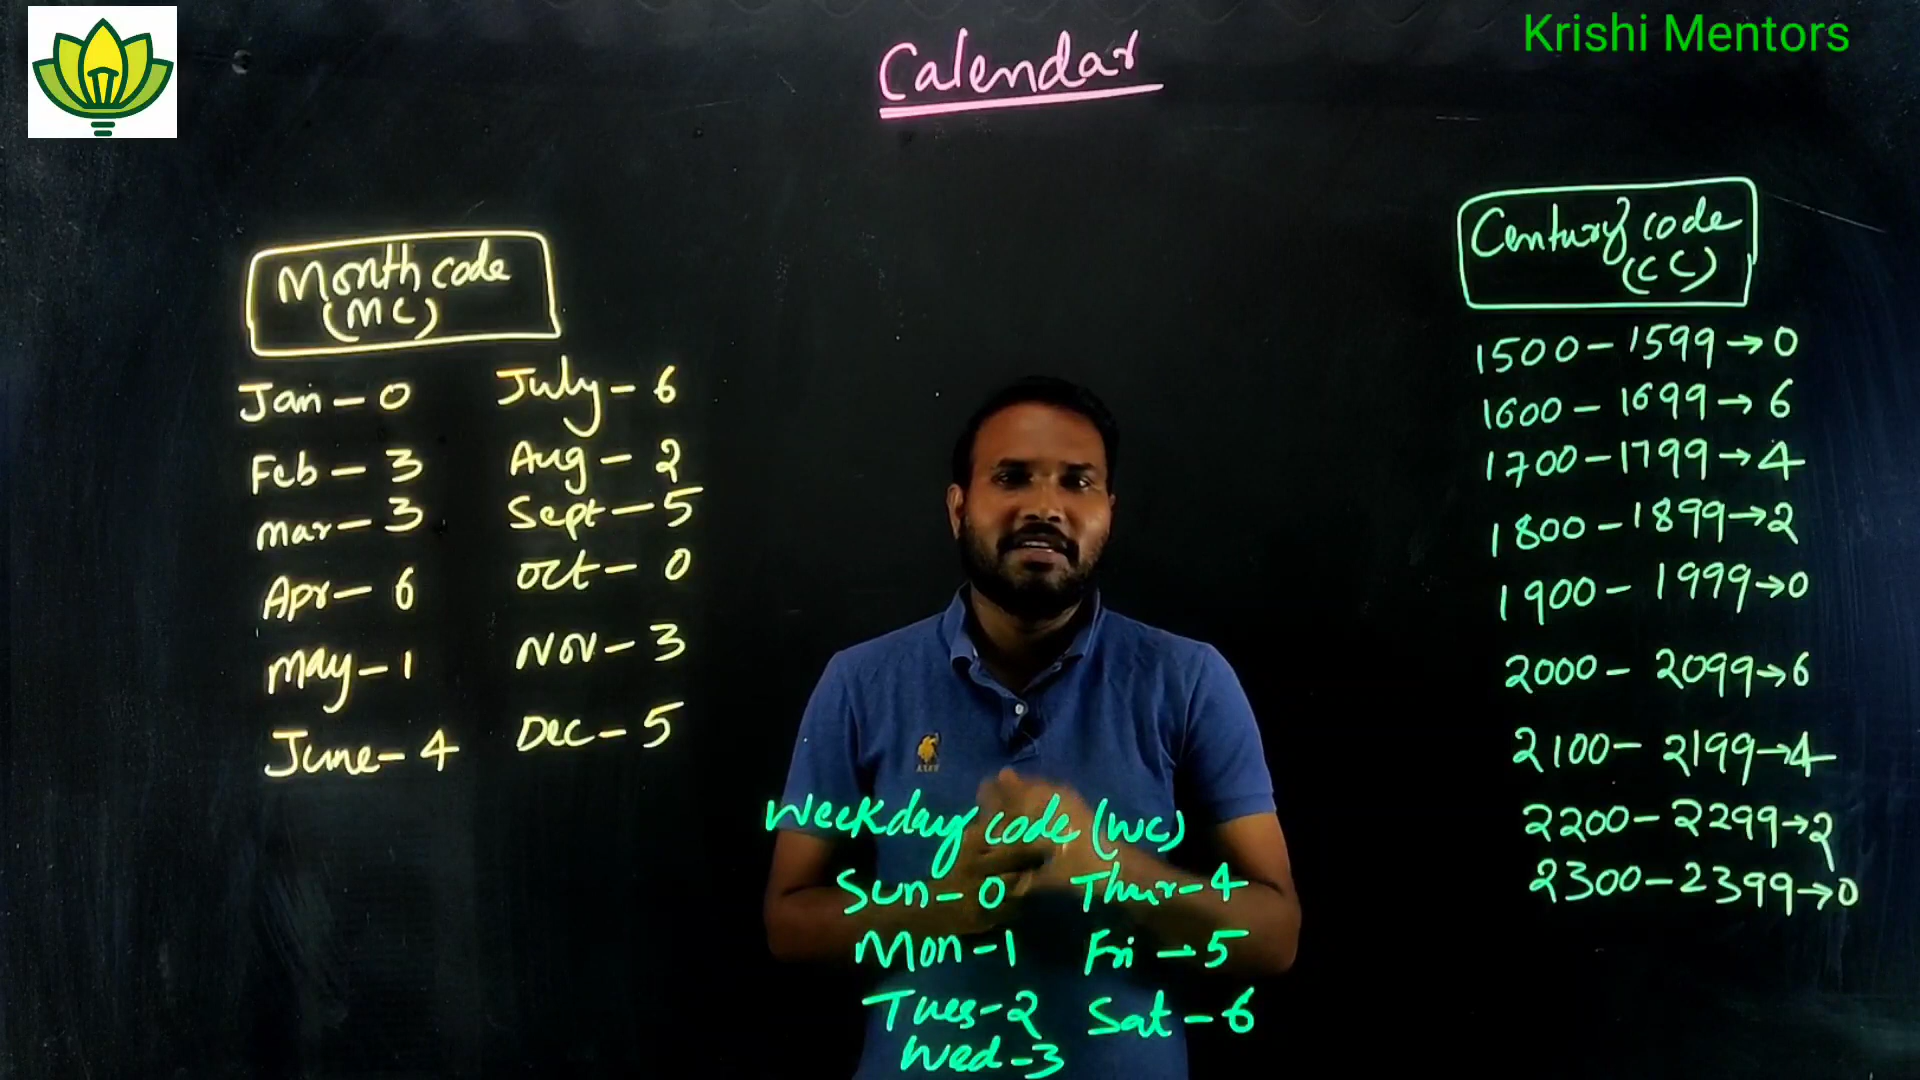 Krishi Mentors
Calendar
Month code
(MC)
Jan - 0
Feb - 3
Mar - 3
Apr - 6
May - 1
June - 4
July - 6
Aug - 2
Sept - 5
Oct - 0
Nov - 3
Dec - 5
Century code
(CC)
1500 - 1599 → 0
1600 - 1699 → 6
1700 - 1799 → 4
1800 - 1899 → 2
1900 - 1999 → 0
2000 - 2099 → 6
2100 - 2199 → 4
2200 - 2299 → 2
2300 - 2399 → 0
Weekday code (WC)
Sun - 0 Thur - 4
Mon - 1 Fri - 5
Tues - 2 Sat - 6
Wed - 3